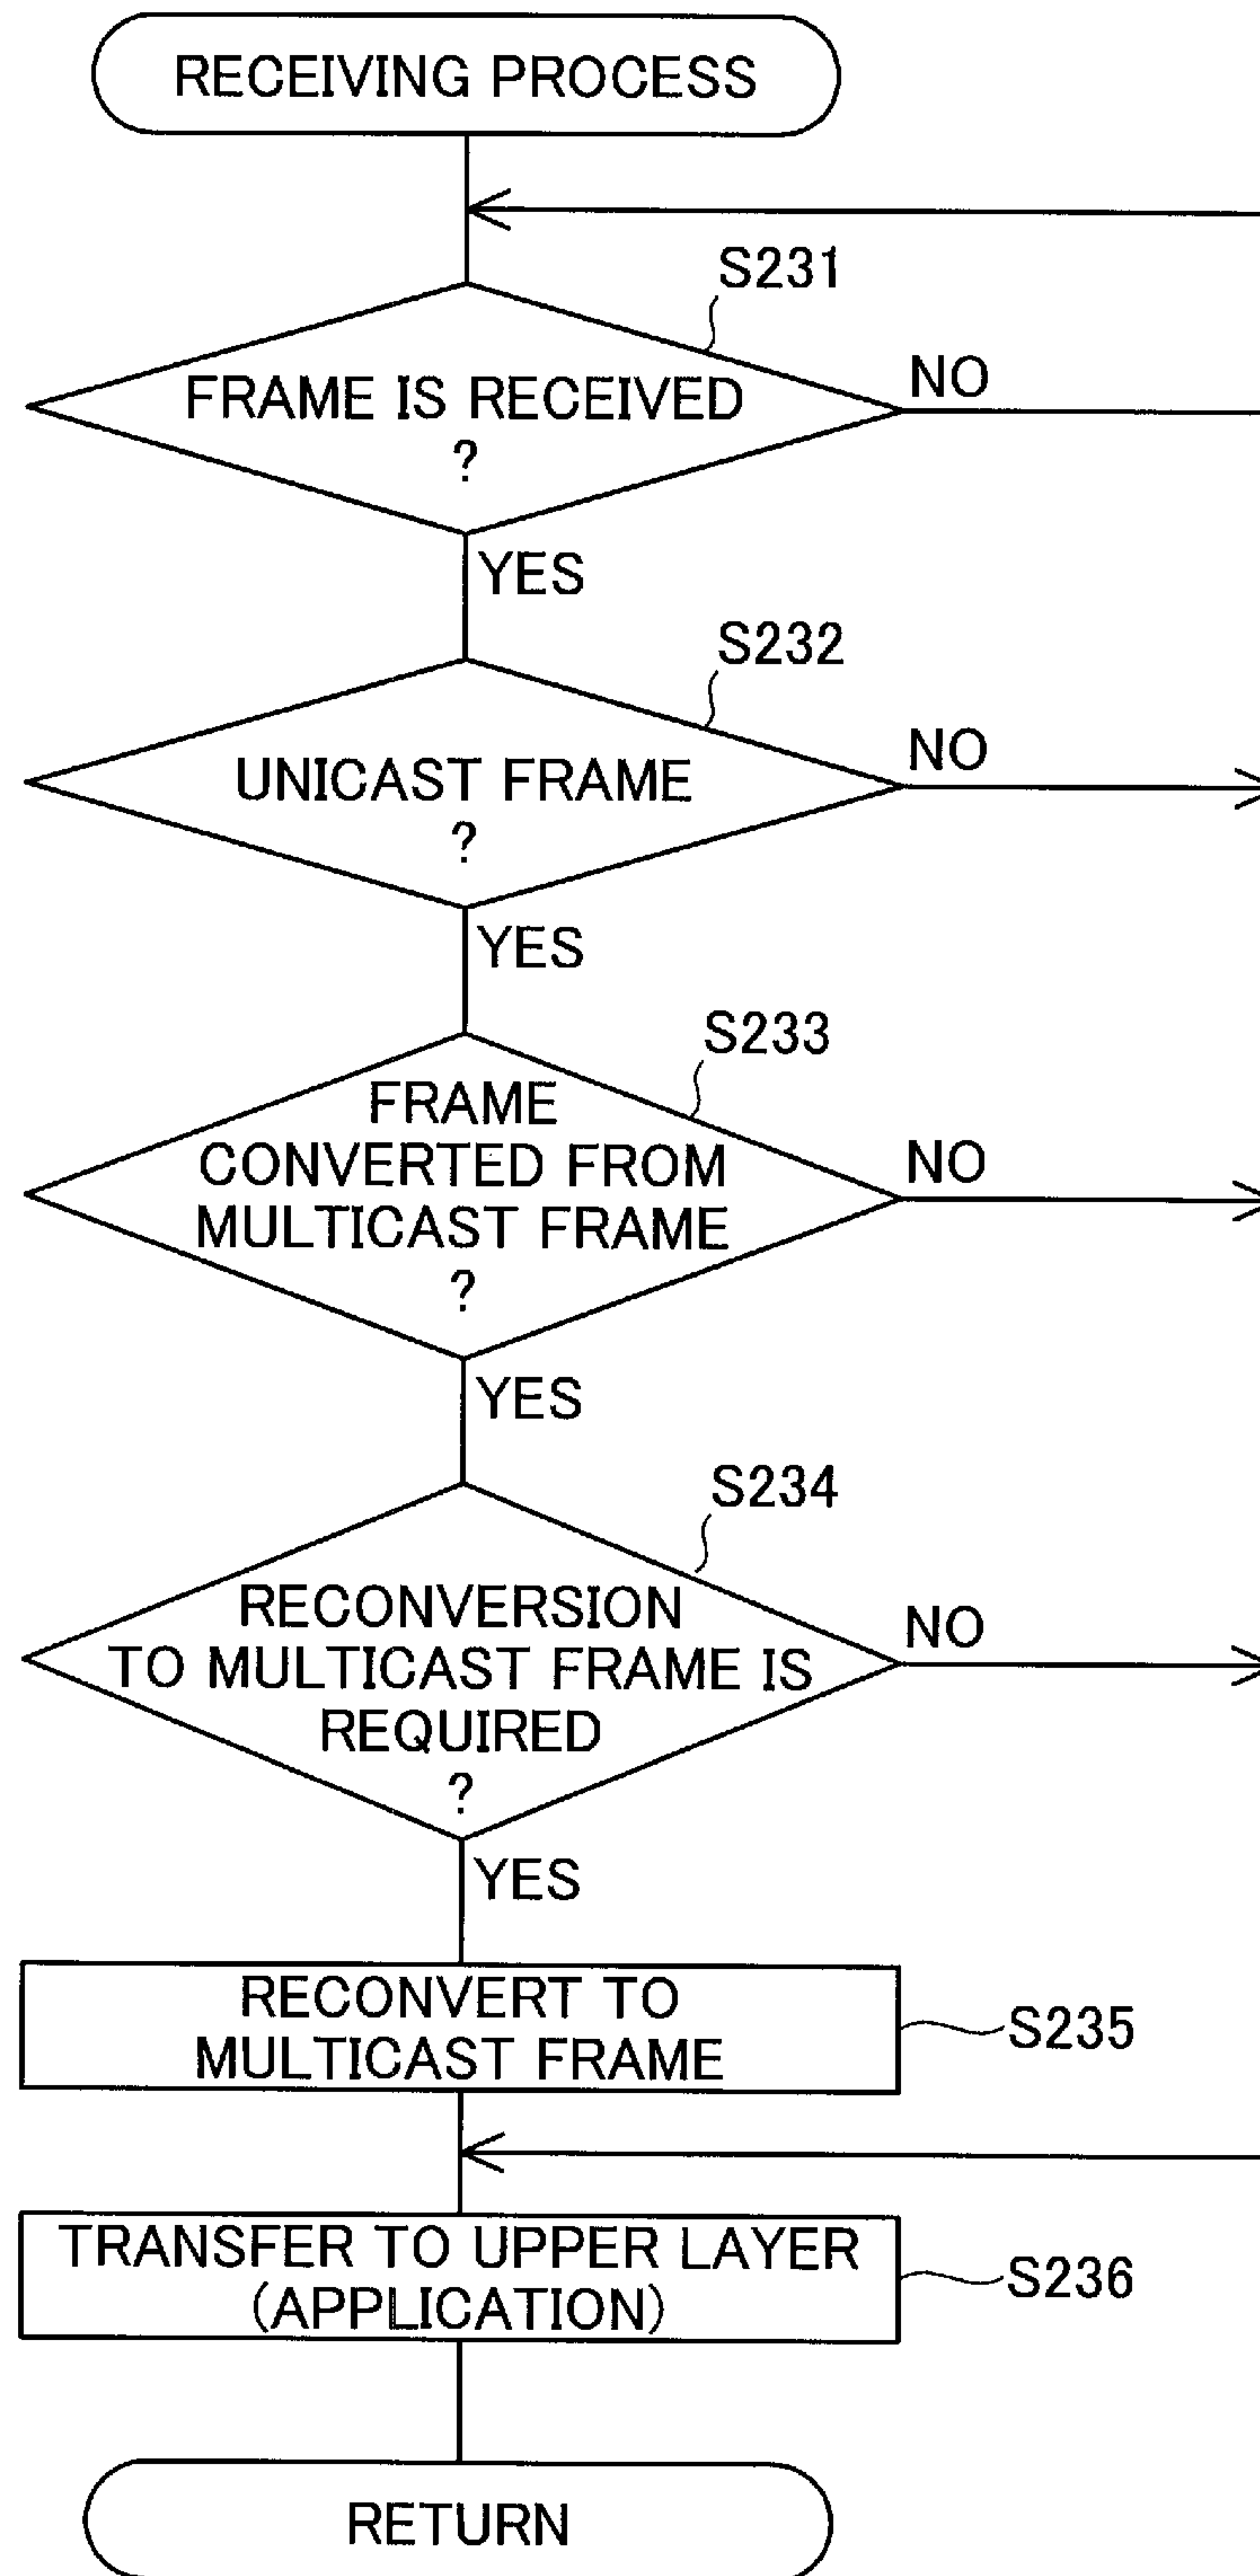 RECEIVING PROCESS
S231
FRAME IS RECEIVED
?
NO
YES
S232
UNICAST FRAME
?
NO
YES
S233
FRAME
CONVERTED FROM
MULTICAST FRAME
?
NO
YES
S234
RECONVERSION
TO MULTICAST FRAME IS
REQUIRED
?
NO
YES
RECONVERT TO
MULTICAST FRAME
S235
TRANSFER TO UPPER LAYER
(APPLICATION)
S236
RETURN